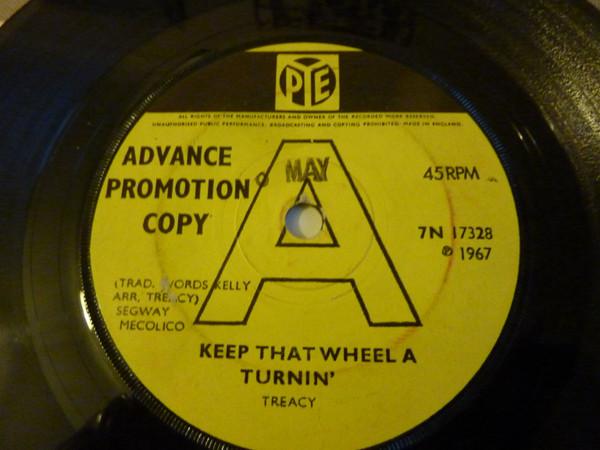 PYE
ALL RIGHTS OF THE MANUFACTURERS AND OWNER OF THE RECORDED WORK RESERVED.
UNAUTHORISED PUBLIC PERFORMANCE, BROADCASTING AND COPYING PROHIBITED. MADE IN ENGLAND.
ADVANCE
PROMOTION
COPY
MAY
A
45 RPM
7N 17328
℗ 1967
(TRAD. WORDS KELLY
ARR, TREACY)
SEGWAY
MECOLICO
KEEP THAT WHEEL A
TURNIN'
TREACY